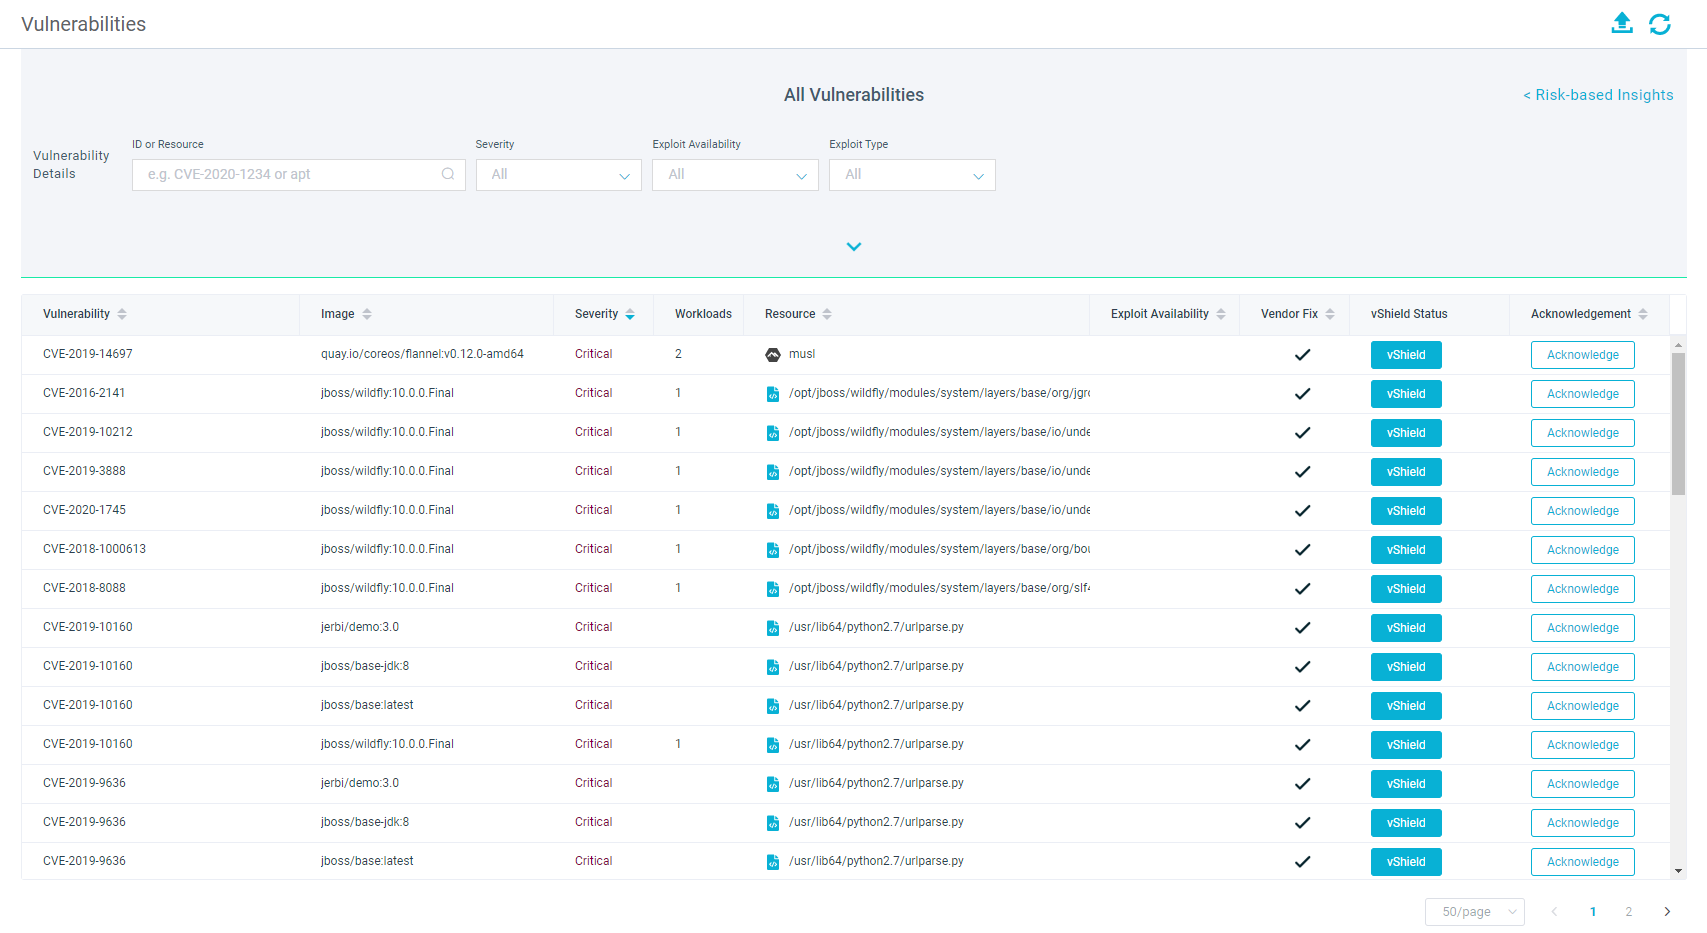 Vulnerabilities
All Vulnerabilities
< Risk-based Insights
Vulnerability Details
ID or Resource Severity Exploit Availability Exploit Type
e.g. CVE-2020-1234 or apt All All All
Vulnerability Image Severity Workloads Resource Exploit Availability Vendor Fix vShield Status Acknowledgement
CVE-2019-14697 quay.io/coreos/flannel:v0.12.0-amd64 Critical 2 musl vShield Acknowledge
CVE-2016-2141 jboss/wildfly:10.0.0.Final Critical 1 /opt/jboss/wildfly/modules/system/layers/base/org/jgro vShield Acknowledge
CVE-2019-10212 jboss/wildfly:10.0.0.Final Critical 1 /opt/jboss/wildfly/modules/system/layers/base/io/unde vShield Acknowledge
CVE-2019-3888 jboss/wildfly:10.0.0.Final Critical 1 /opt/jboss/wildfly/modules/system/layers/base/io/unde vShield Acknowledge
CVE-2020-1745 jboss/wildfly:10.0.0.Final Critical 1 /opt/jboss/wildfly/modules/system/layers/base/io/unde vShield Acknowledge
CVE-2018-1000613 jboss/wildfly:10.0.0.Final Critical 1 /opt/jboss/wildfly/modules/system/layers/base/org/bou vShield Acknowledge
CVE-2018-8088 jboss/wildfly:10.0.0.Final Critical 1 /opt/jboss/wildfly/modules/system/layers/base/org/slf4 vShield Acknowledge
CVE-2019-10160 jerbi/demo:3.0 Critical /usr/lib64/python2.7/urlparse.py vShield Acknowledge
CVE-2019-10160 jboss/base-jdk:8 Critical /usr/lib64/python2.7/urlparse.py vShield Acknowledge
CVE-2019-10160 jboss/base:latest Critical /usr/lib64/python2.7/urlparse.py vShield Acknowledge
CVE-2019-10160 jboss/wildfly:10.0.0.Final Critical 1 /usr/lib64/python2.7/urlparse.py vShield Acknowledge
CVE-2019-9636 jerbi/demo:3.0 Critical /usr/lib64/python2.7/urlparse.py vShield Acknowledge
CVE-2019-9636 jboss/base-jdk:8 Critical /usr/lib64/python2.7/urlparse.py vShield Acknowledge
CVE-2019-9636 jboss/base:latest Critical /usr/lib64/python2.7/urlparse.py vShield Acknowledge
50/page < 1 2 >